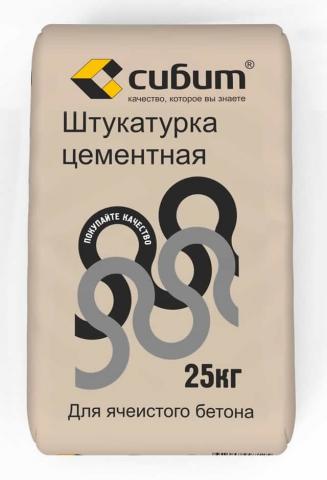 сибит®
качество, которое вы знаете
Штукатурка
цементная
ПОКУПАЙТЕ КАЧЕСТВО
25кг
Для ячеистого бетона